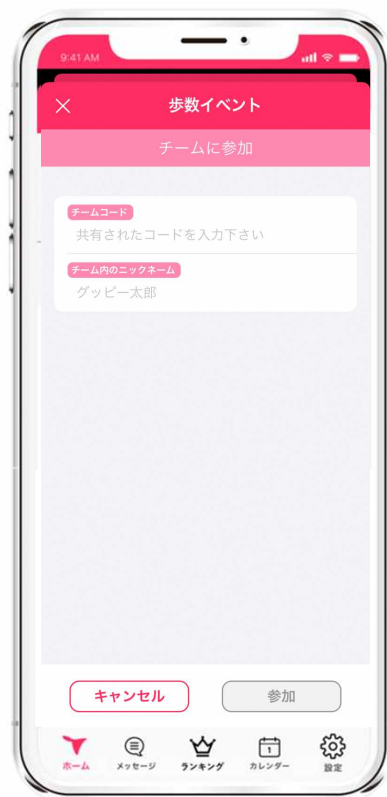 9:41 AM
歩数イベント
チームに参加
チームコード
共有されたコードを入力下さい
チーム内のニックネーム
グッピー太郎
キャンセル
参加
1
ホーム
メッセージ
ランキング
カレンダー
設定